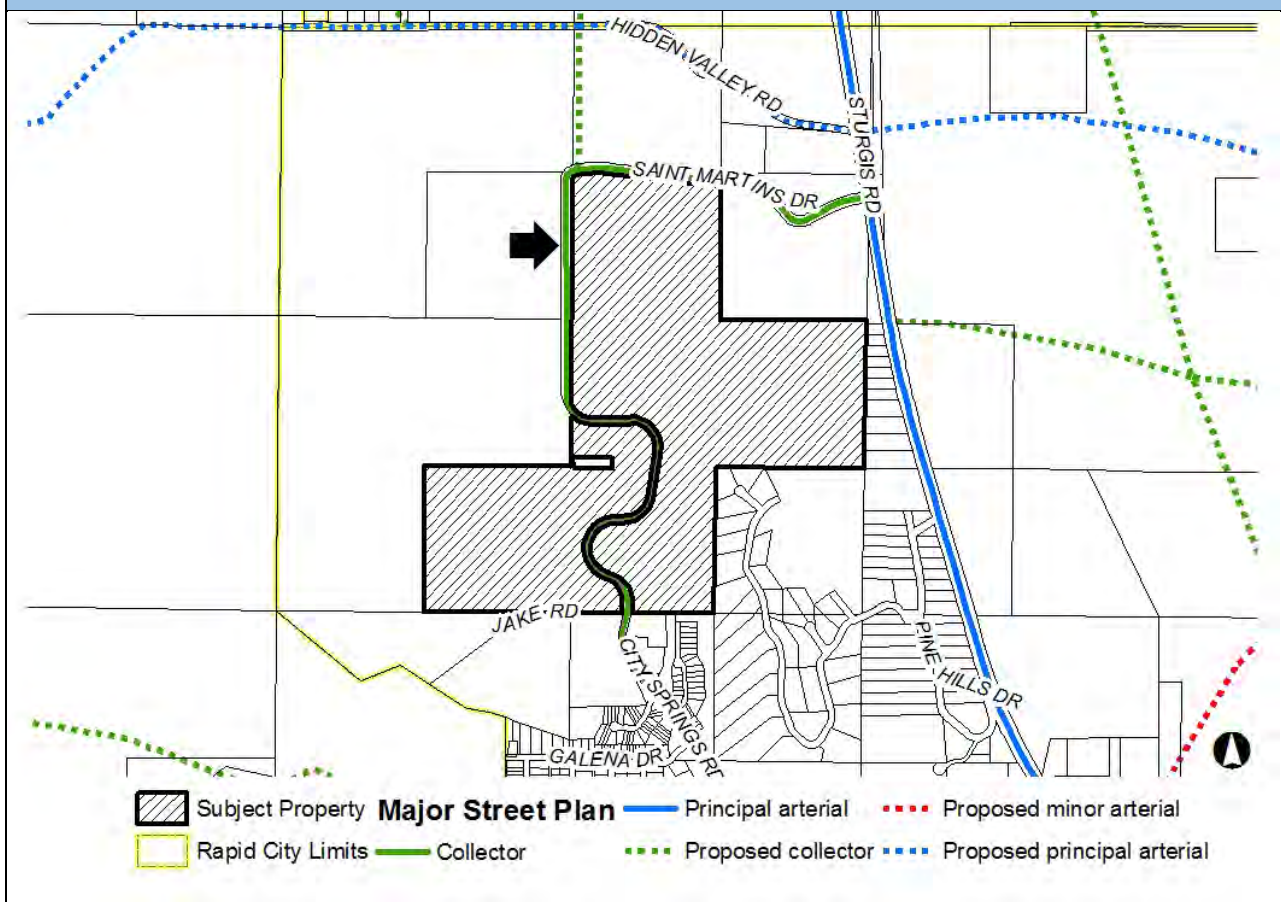 HIDDEN VALLEY RD
STURGIS RD
SAINT MARTINS DR
JAKE RD
CITY SPRINGS RD
PINE HILLS DR
GALENA DR
Subject Property Major Street Plan Principal arterial Proposed minor arterial
Rapid City Limits Collector Proposed collector Proposed principal arterial